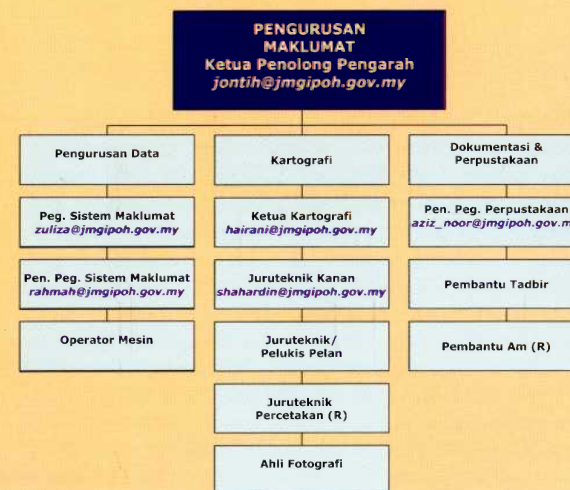 PENGURUSAN
MAKLUMAT
Ketua Penolong Pengarah
jontih@jmgipoh.gov.my
Pengurusan Data
Peg. Sistem Maklumat
zuliza@jmgipoh.gov.my
Pen. Peg. Sistem Maklumat
rahmah@jmgipoh.gov.my
Operator Mesin
Kartografi
Ketua Kartografi
hairani@jmgipoh.gov.my
Juruteknik Kanan
shahardin@jmgipoh.gov.my
Juruteknik/
Pelukis Pelan
Juruteknik
Percetakan (R)
Ahli Fotografi
Dokumentasi &
Perpustakaan
Pen. Peg. Perpustakaan
aziz_noor@jmgipoh.gov.m
Pembantu Tadbir
Pembantu Am (R)